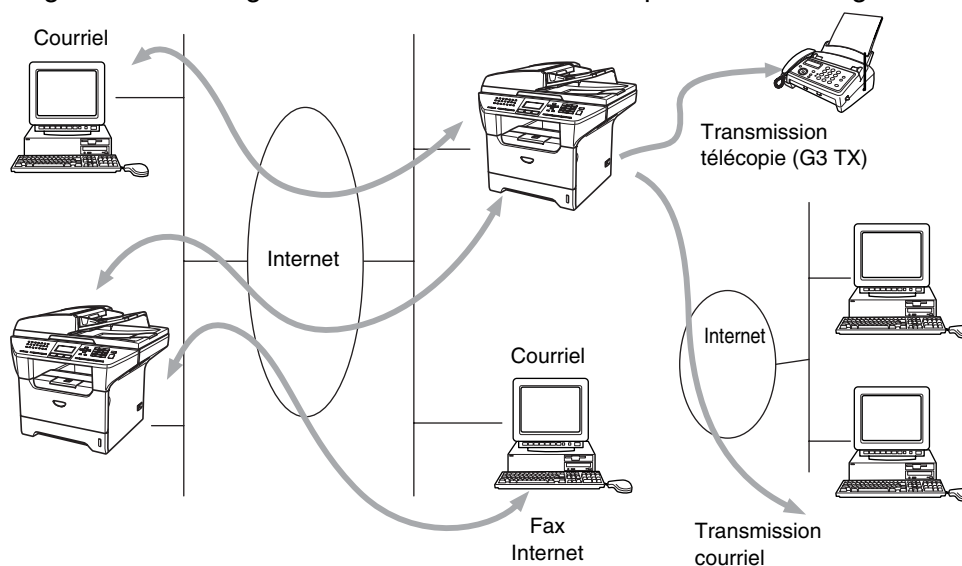 Courriel
Transmission
télécopie (G3 TX)
Internet
Internet
Courriel
Fax
Internet
Transmission
courriel